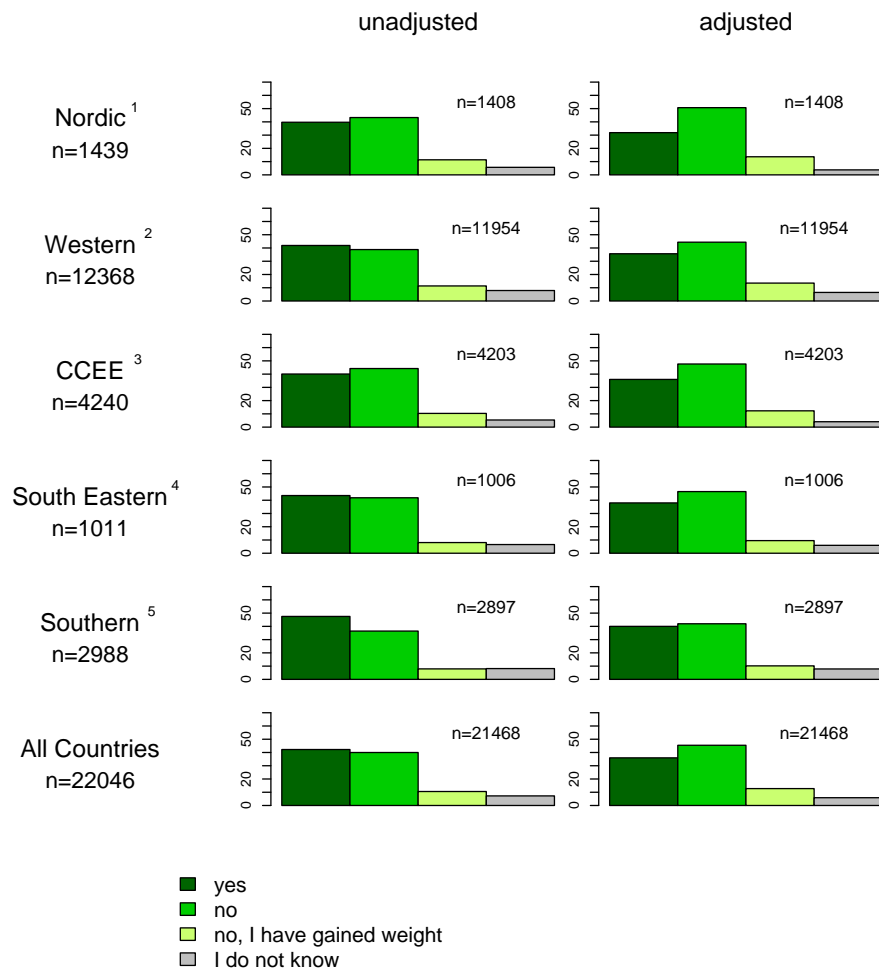 unadjusted adjusted
Nordic 1
n=1439
0 20 50
n=1408
0 20 50
n=1408
Western 2
n=12368
0 20 50
n=11954
0 20 50
n=11954
CCEE 3
n=4240
0 20 50
n=4203
0 20 50
n=4203
South Eastern 4
n=1011
0 20 50
n=1006
0 20 50
n=1006
Southern 5
n=2988
0 20 50
n=2897
0 20 50
n=2897
All Countries
n=22046
0 20 50
n=21468
0 20 50
n=21468
yes
no
no, I have gained weight
I do not know